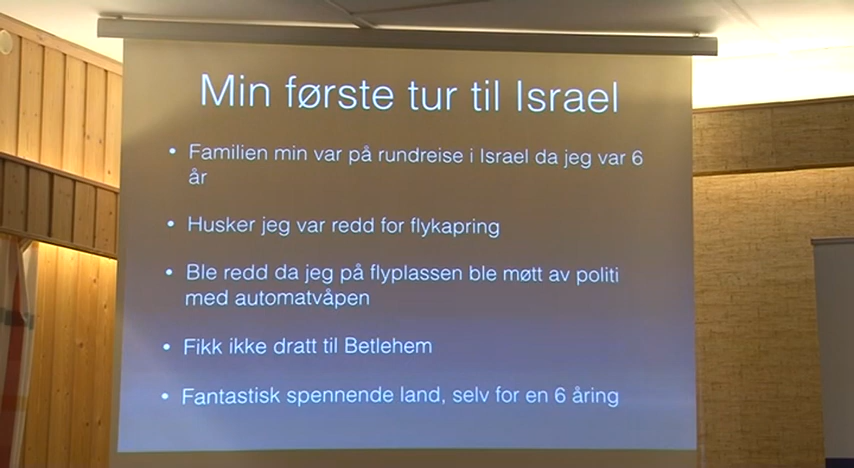 Min første tur til Israel
• Familien min var på rundreise i Israel da jeg var 6
år
• Husker jeg var redd for flykapring
• Ble redd da jeg på flyplassen ble møtt av politi
med automatvåpen
• Fikk ikke dratt til Betlehem
• Fantastisk spennende land, selv for en 6 åring